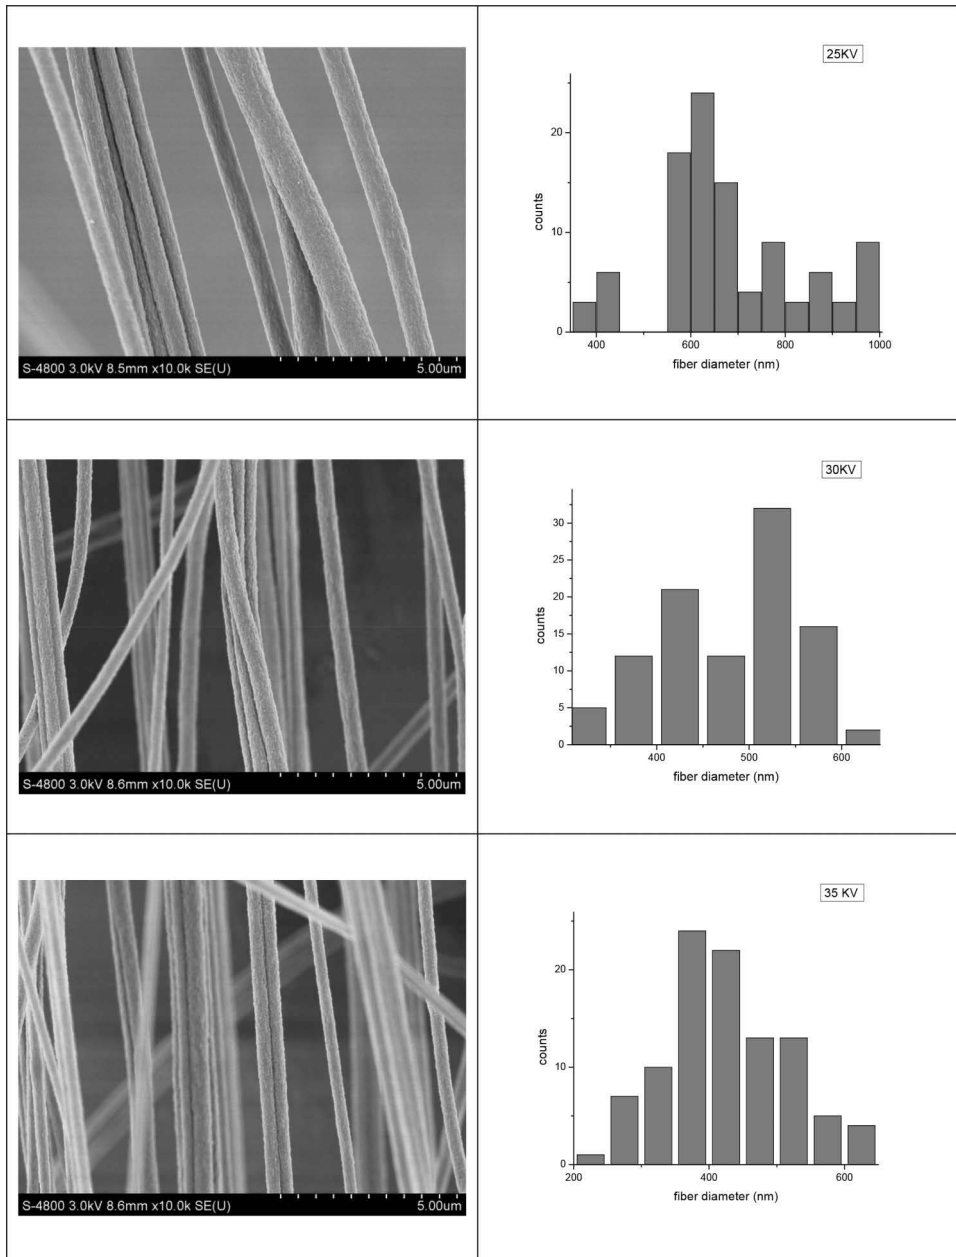 S-4800 3.0kV 8.5mm x10.0k SE(U) 5.00um
25KV
20
10
0
counts
400 600 800 1000
fiber diameter (nm)
S-4800 3.0kV 8.6mm x10.0k SE(U) 5.00um
30KV
30
25
20
15
10
5
0
counts
400 500 600
fiber diameter (nm)
S-4800 3.0kV 8.6mm x10.0k SE(U) 5.00um
35 KV
20
10
0
counts
200 400 600
fiber diameter (nm)